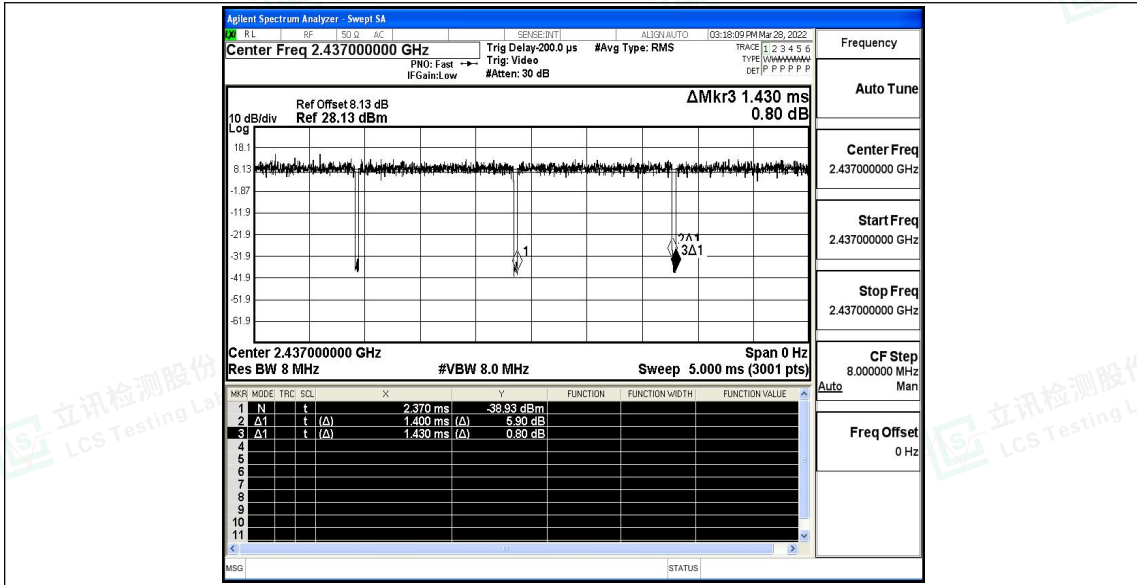 Agilent Spectrum Analyzer - Swept SA
RL RF 50 Ω AC SENSE:INT ALIGN AUTO 03:18:09 PM Mar 28, 2022
Center Freq 2.437000000 GHz
PNO: Fast
IFGain:Low
Trig Delay-200.0 µs
Trig: Video
#Atten: 30 dB
#Avg Type: RMS
TRACE 1 2 3 4 5 6
TYPE
DET P P P P P P
Frequency
Auto Tune
ΔMkr3 1.430 ms
0.80 dB
Ref Offset 8.13 dB
10 dB/div Ref 28.13 dBm
Log
18.1
8.13
-1.87
-11.9
-21.9
-31.9
-41.9
-51.9
-61.9
1
2Δ1
3Δ1
Center Freq
2.437000000 GHz
Start Freq
2.437000000 GHz
Stop Freq
2.437000000 GHz
Center 2.437000000 GHz Span 0 Hz
Res BW 8 MHz #VBW 8.0 MHz Sweep 5.000 ms (3001 pts)
CF Step
8.000000 MHz
Auto Man
Freq Offset
0 Hz
MKR MODE TRC SCL X Y FUNCTION FUNCTION WIDTH FUNCTION VALUE
1 N t 2.370 ms -38.93 dBm
2 Δ1 t (Δ) 1.400 ms (Δ) 5.90 dB
3 Δ1 t (Δ) 1.430 ms (Δ) 0.80 dB
4
5
6
7
8
9
10
11
MSG STATUS
立讯检测股份
LCS Testing Lab
立讯检测股份
LCS Testing L